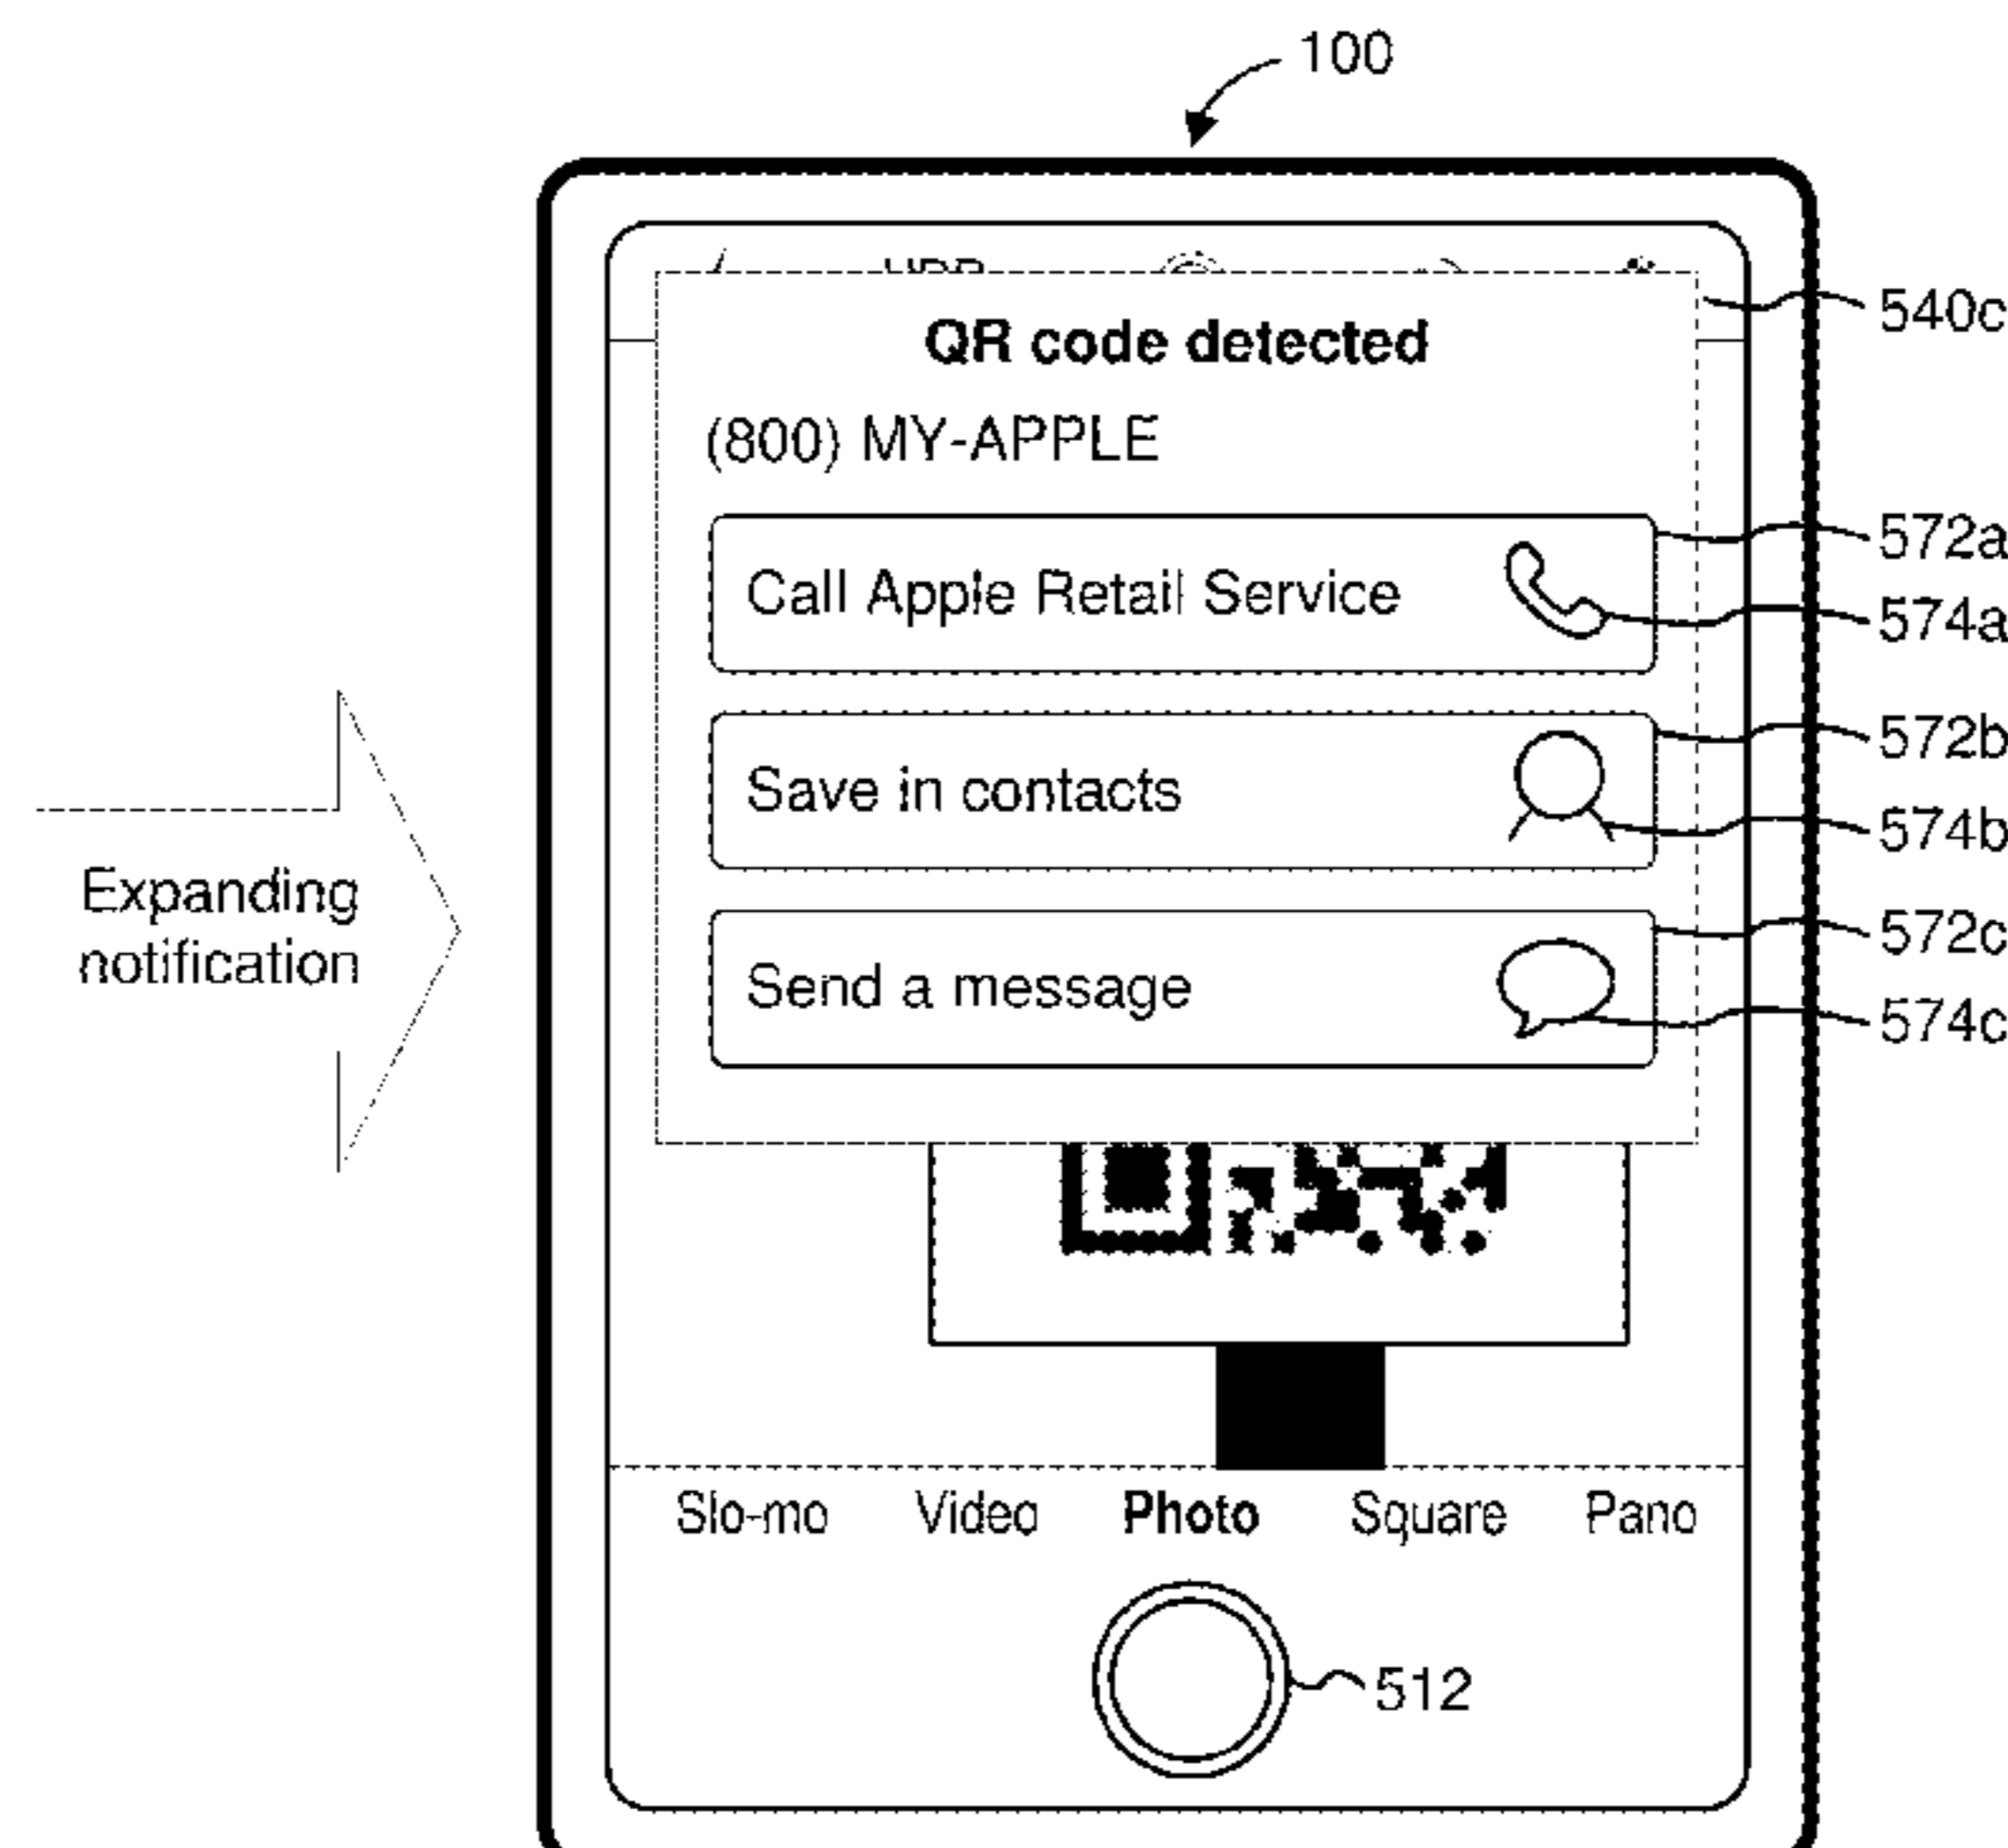 100
540c
QR code detected
(800) MY-APPLE
572a
Call Apple Retail Service
574a
572b
Save in contacts
574b
Expanding
notification
572c
Send a message
574c
Slo-mo Video Photo Square Pano
512